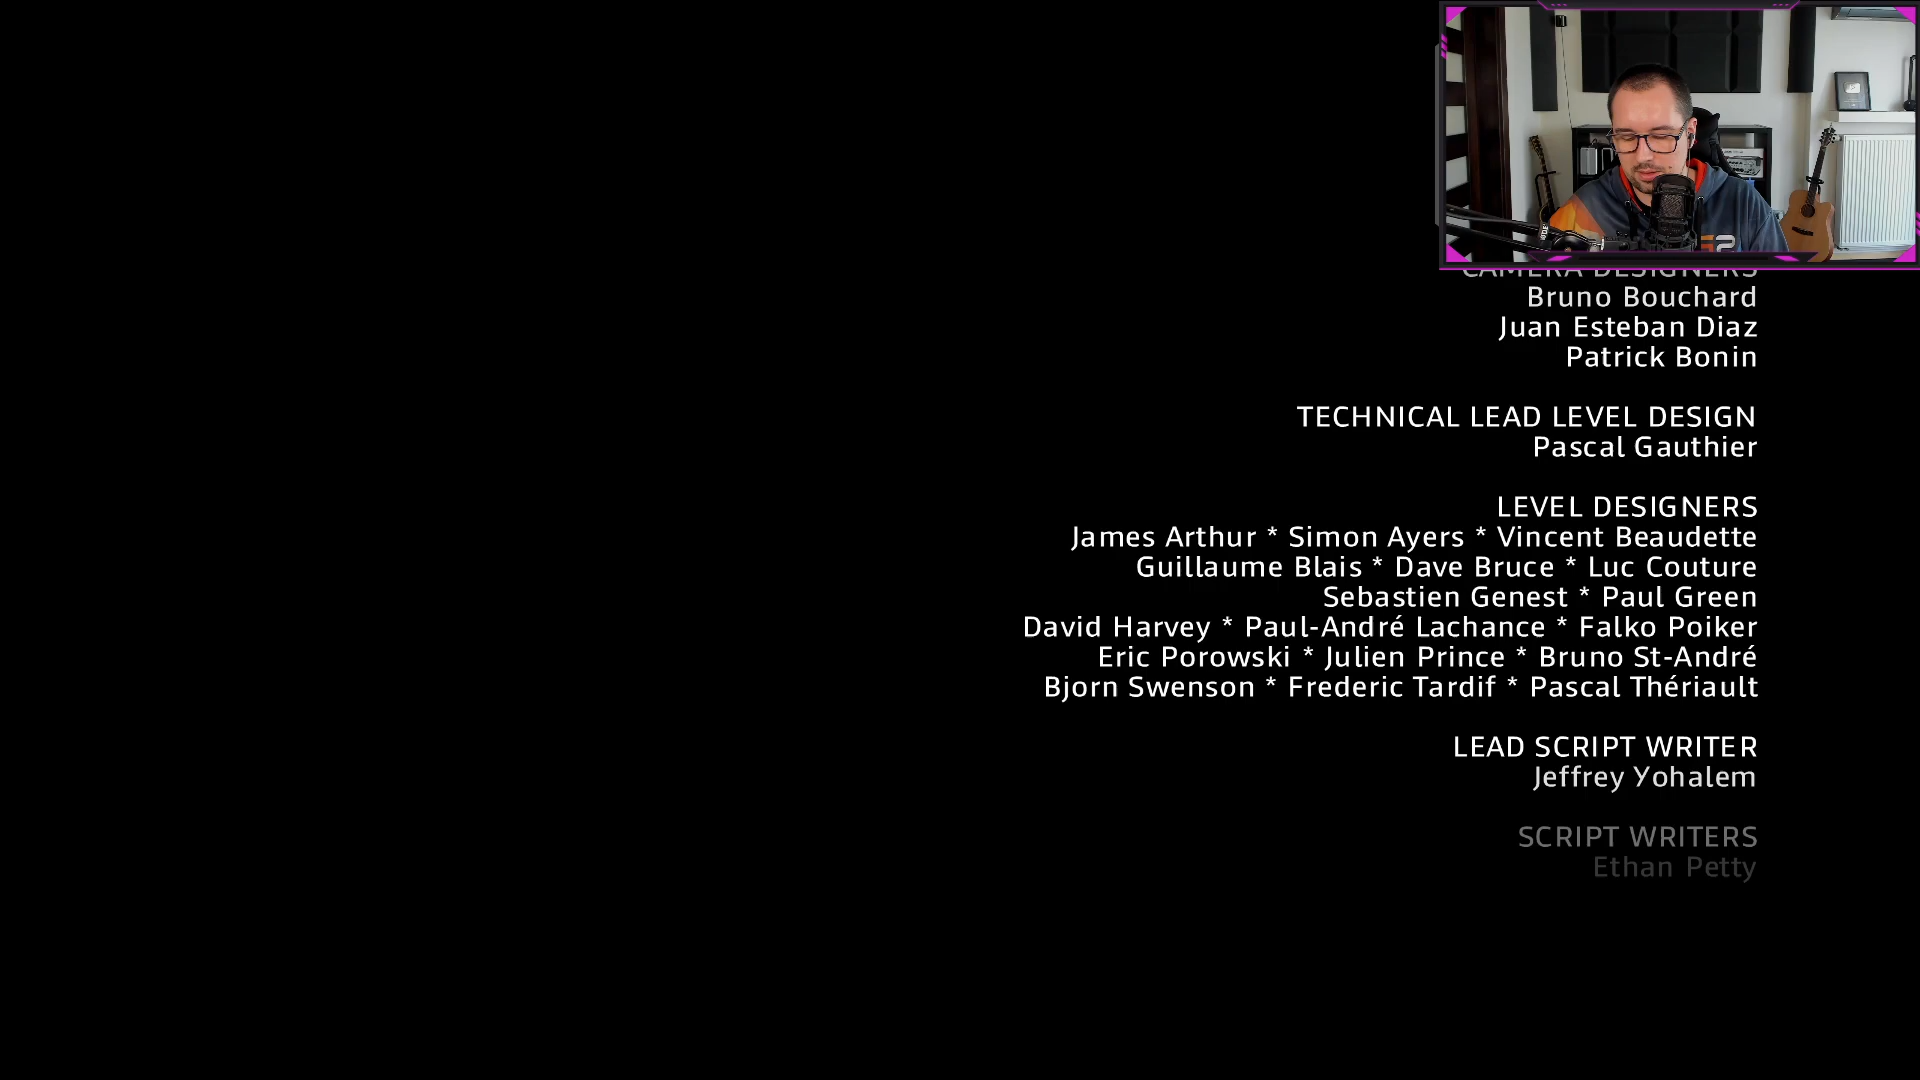 CAMERA DESIGNERS
Bruno Bouchard
Juan Esteban Diaz
Patrick Bonin
TECHNICAL LEAD LEVEL DESIGN
Pascal Gauthier
LEVEL DESIGNERS
James Arthur * Simon Ayers * Vincent Beaudette
Guillaume Blais * Dave Bruce * Luc Couture
Sebastien Genest * Paul Green
David Harvey * Paul-André Lachance * Falko Poiker
Eric Porowski * Julien Prince * Bruno St-André
Bjorn Swenson * Frederic Tardif * Pascal Thériault
LEAD SCRIPT WRITER
Jeffrey Yohalem
SCRIPT WRITERS
Ethan Petty